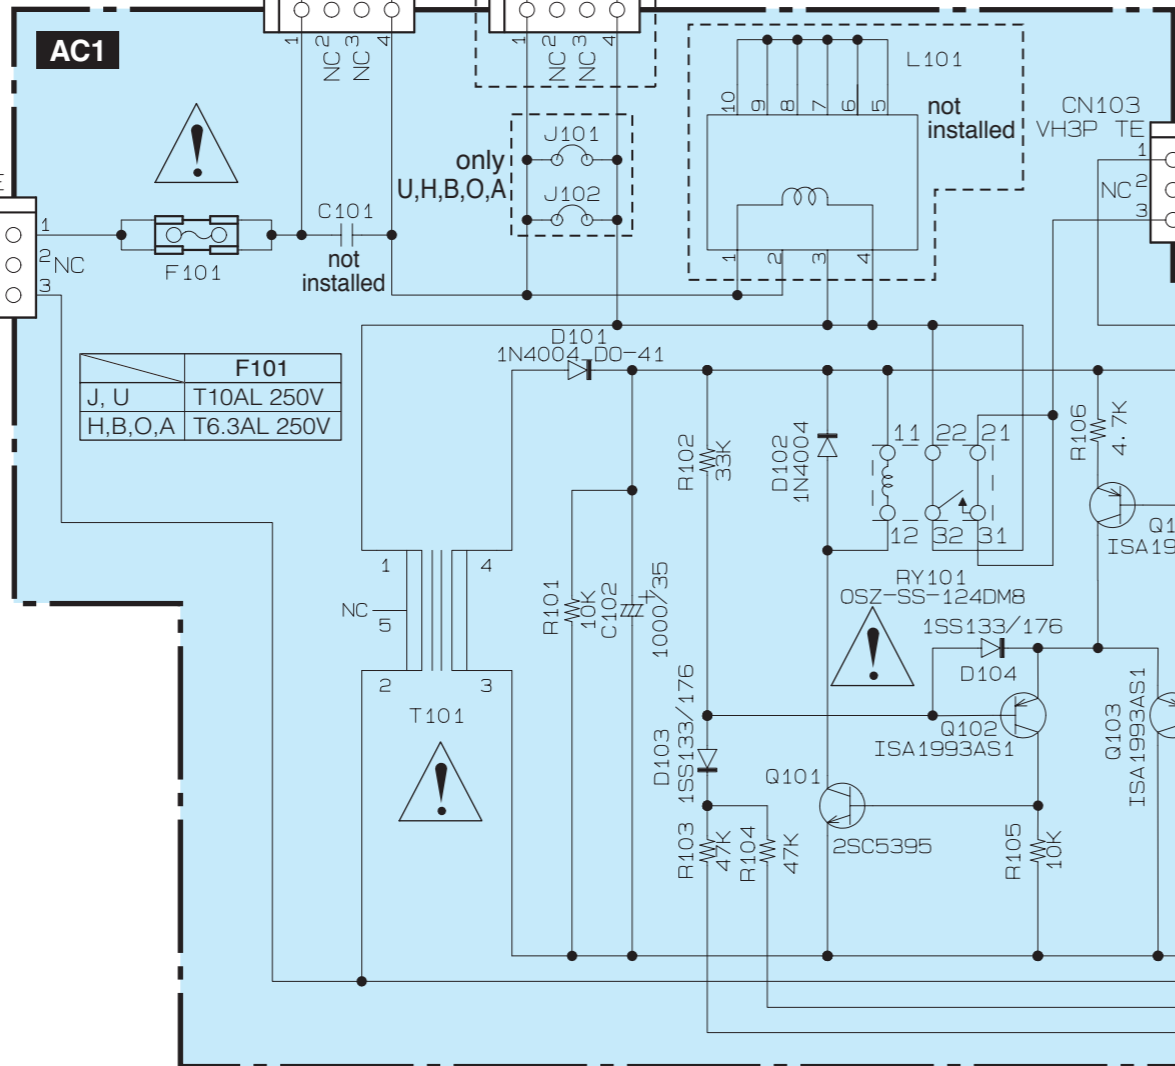 AC1
1
NC 2
NC 3
4
1
NC 2
NC 3
4
L101
not
installed
10
9
8
7
6
5
1
2
3
4
CN103
VH3P TE
1
NC 2
3
only
U,H,B,O,A
J101
J102
E
1
2 NC
3
!
F101
C101
not
installed
F101
J, U T10AL 250V
H,B,O,A T6.3AL 250V
D101
1N4004 DO-41
R102
33K
D102
1N4004
11 22 21
12 32 31
RY101
OSZ-SS-124DM8
!
R106
4.7K
Q1
ISA19
1
NC
5
2
4
3
T101
!
R101
10K
C102
+
1000/35
D103
1SS133/176
1SS133/176
D104
Q102
ISA1993AS1
Q103
ISA1993AS1
Q101
2SC5395
R103
47K
R104
47K
R105
10K